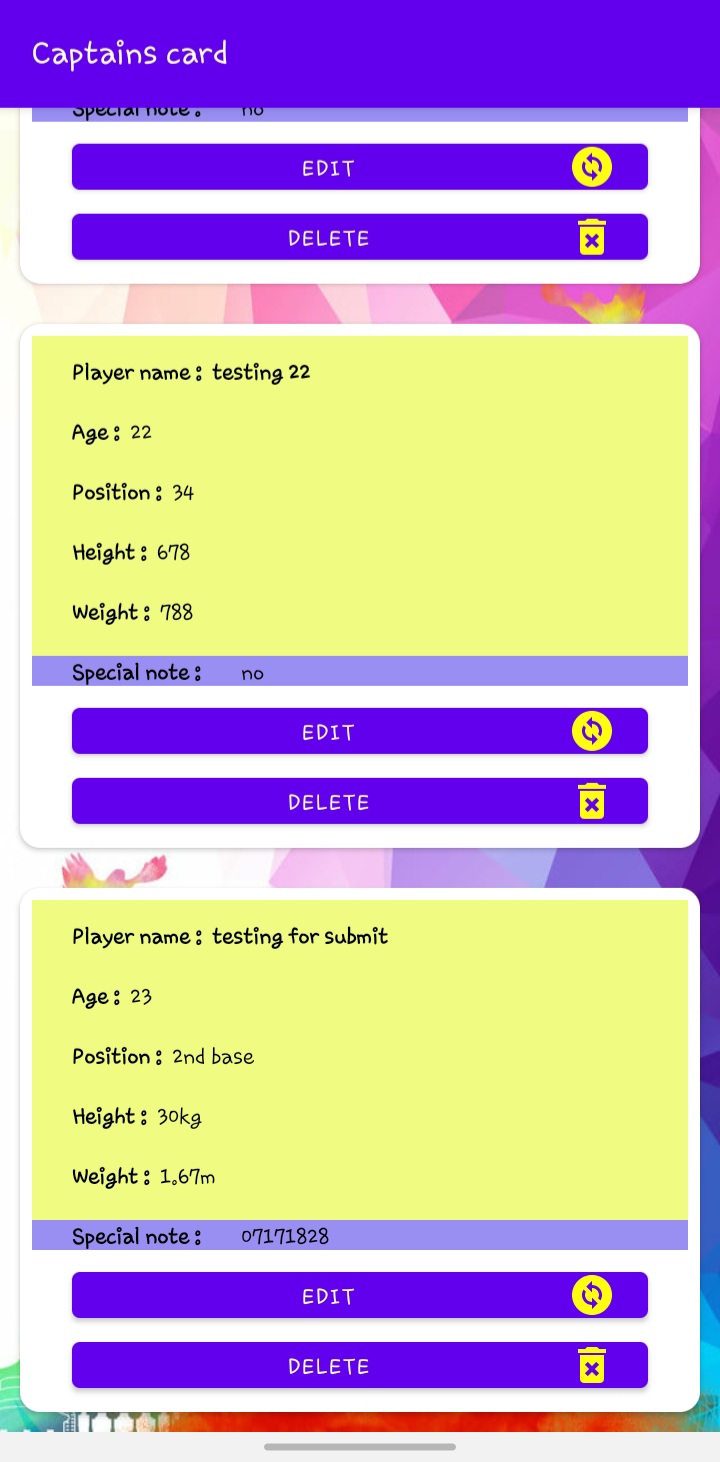 Captains card
Special note : no
EDIT
DELETE
Player name : testing 22
Age : 22
Position : 34
Height : 678
Weight : 788
Special note : no
EDIT
DELETE
Player name : testing for submit
Age : 23
Position : 2nd base
Height : 30kg
Weight : 1.67m
Special note : 07171828
EDIT
DELETE